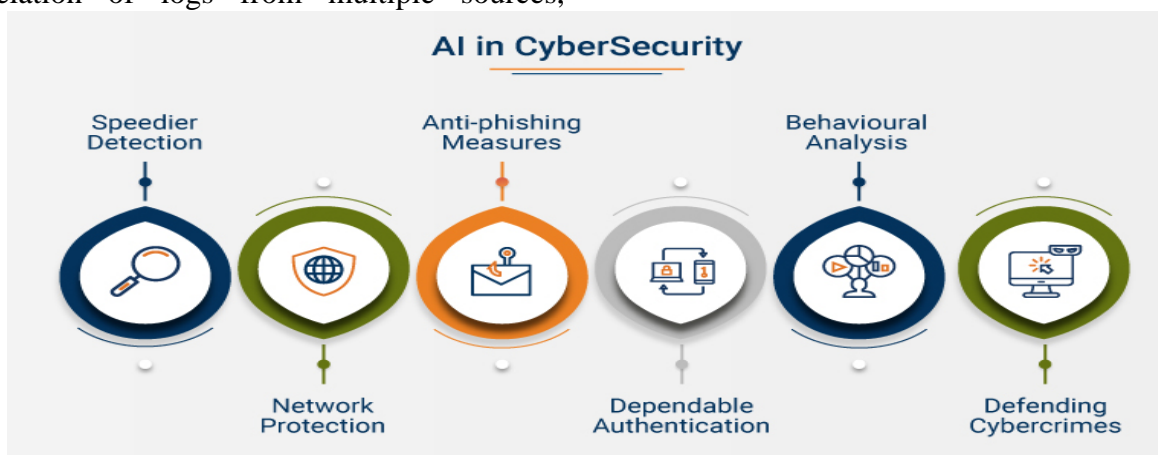 of logs from multiple sources,
AI in CyberSecurity
Speedier
Detection
Anti-phishing
Measures
Behavioural
Analysis
Network
Protection
Dependable
Authentication
Defending
Cybercrimes